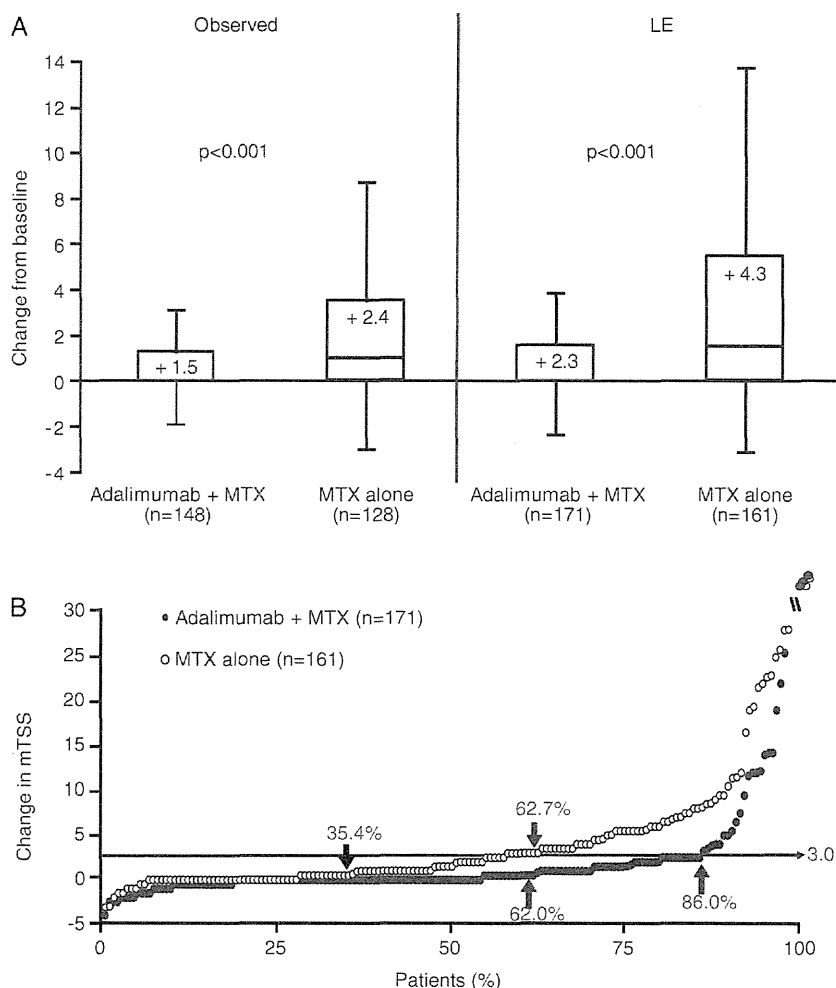 A
Observed
LE
14
12
10
8
6
4
2
0
-2
-4
Change from baseline
p<0.001
p<0.001
+ 1.5
+ 2.4
+ 2.3
+ 4.3
Adalimumab + MTX
(n=148)
MTX alone
(n=128)
Adalimumab + MTX
(n=171)
MTX alone
(n=161)
B
30
25
20
15
10
5
0
-5
Change in mTSS
Adalimumab + MTX (n=171)
MTX alone (n=161)
35.4%
62.7%
3.0
62.0%
86.0%
0
25
50
75
100
Patients (%)